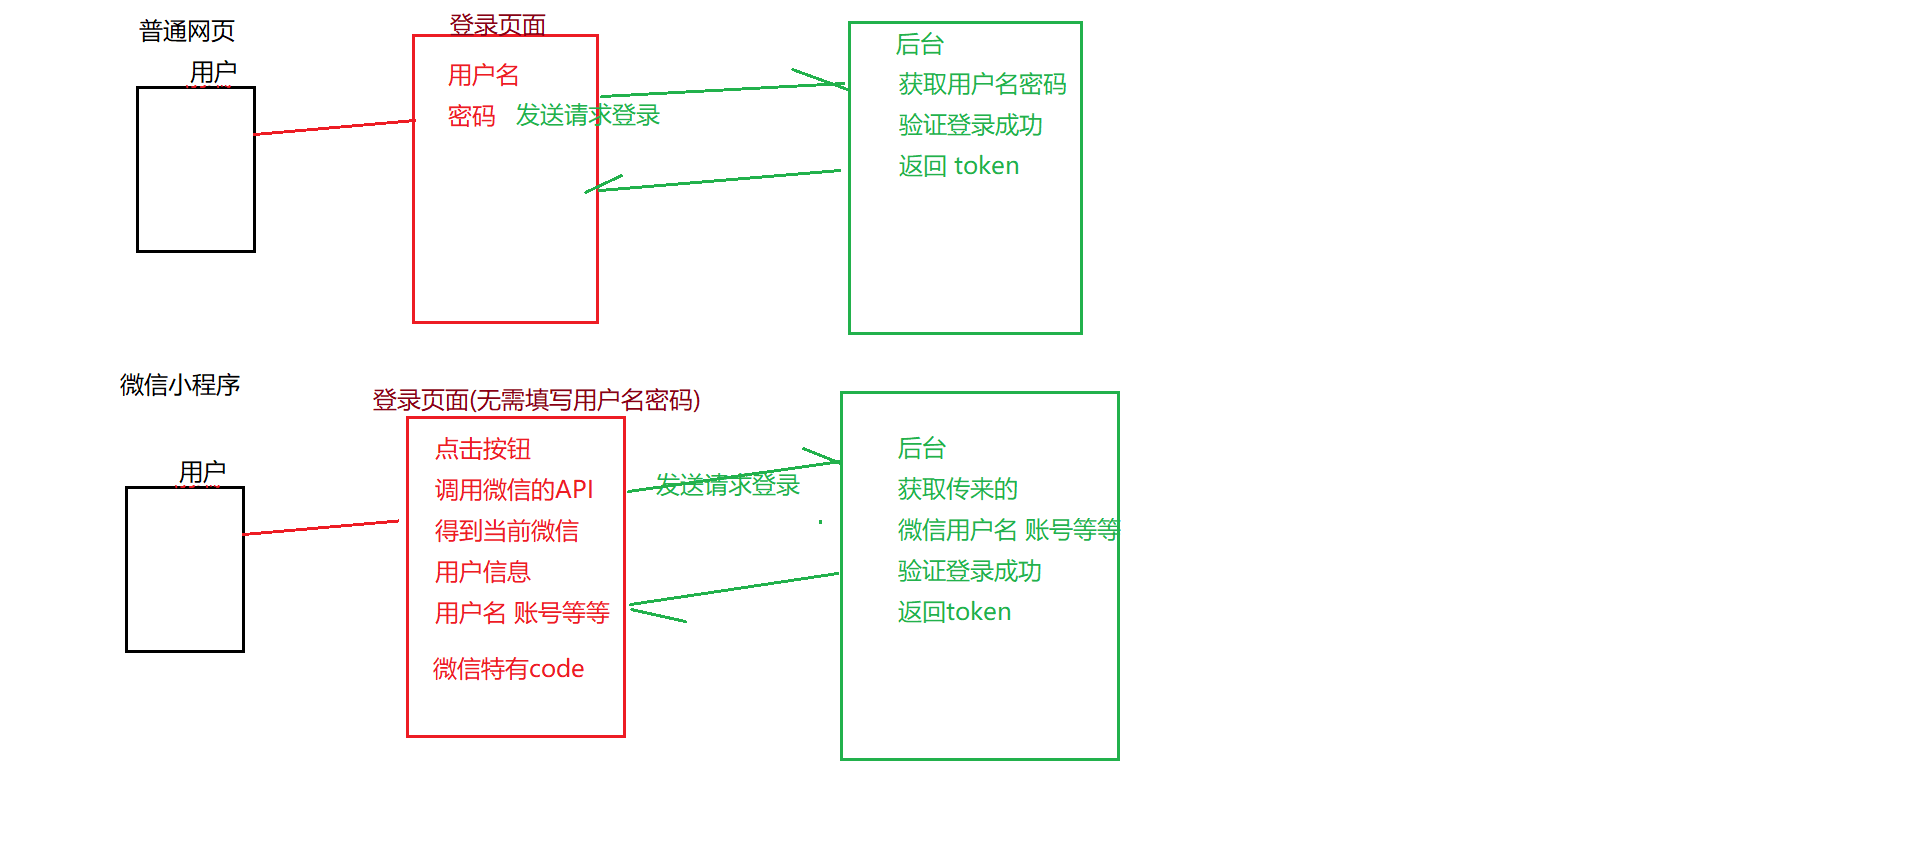 普通网页
用户
登录页面
用户名
密码
发送请求登录
后台
获取用户名密码
验证登录成功
返回 token
微信小程序
用户
登录页面(无需填写用户名密码)
点击按钮
调用微信的API
得到当前微信
用户信息
用户名 账号等等
微信特有code
发送请求登录
后台
获取传来的
微信用户名 账号等等
验证登录成功
返回token